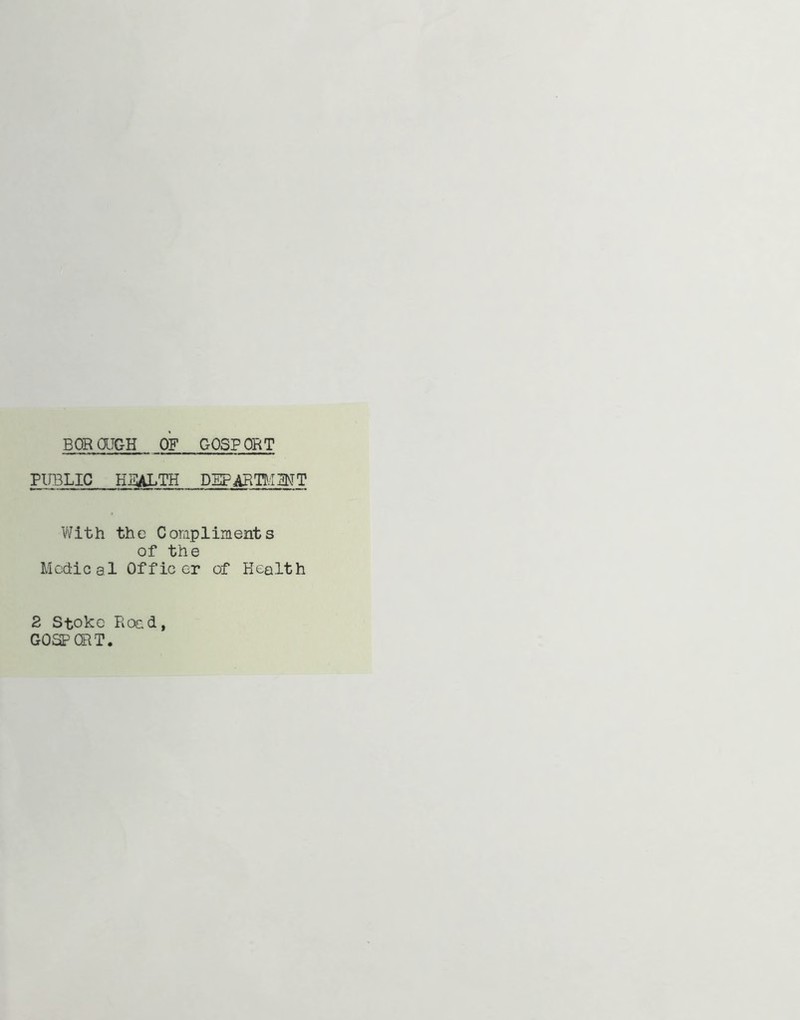 BOROUGH OF GOSPORT
PUBLIC HEALTH DEPARTMENT
With the Compliments
of the
Medical Officer of Health
2 Stoke Road,
GOSPORT.